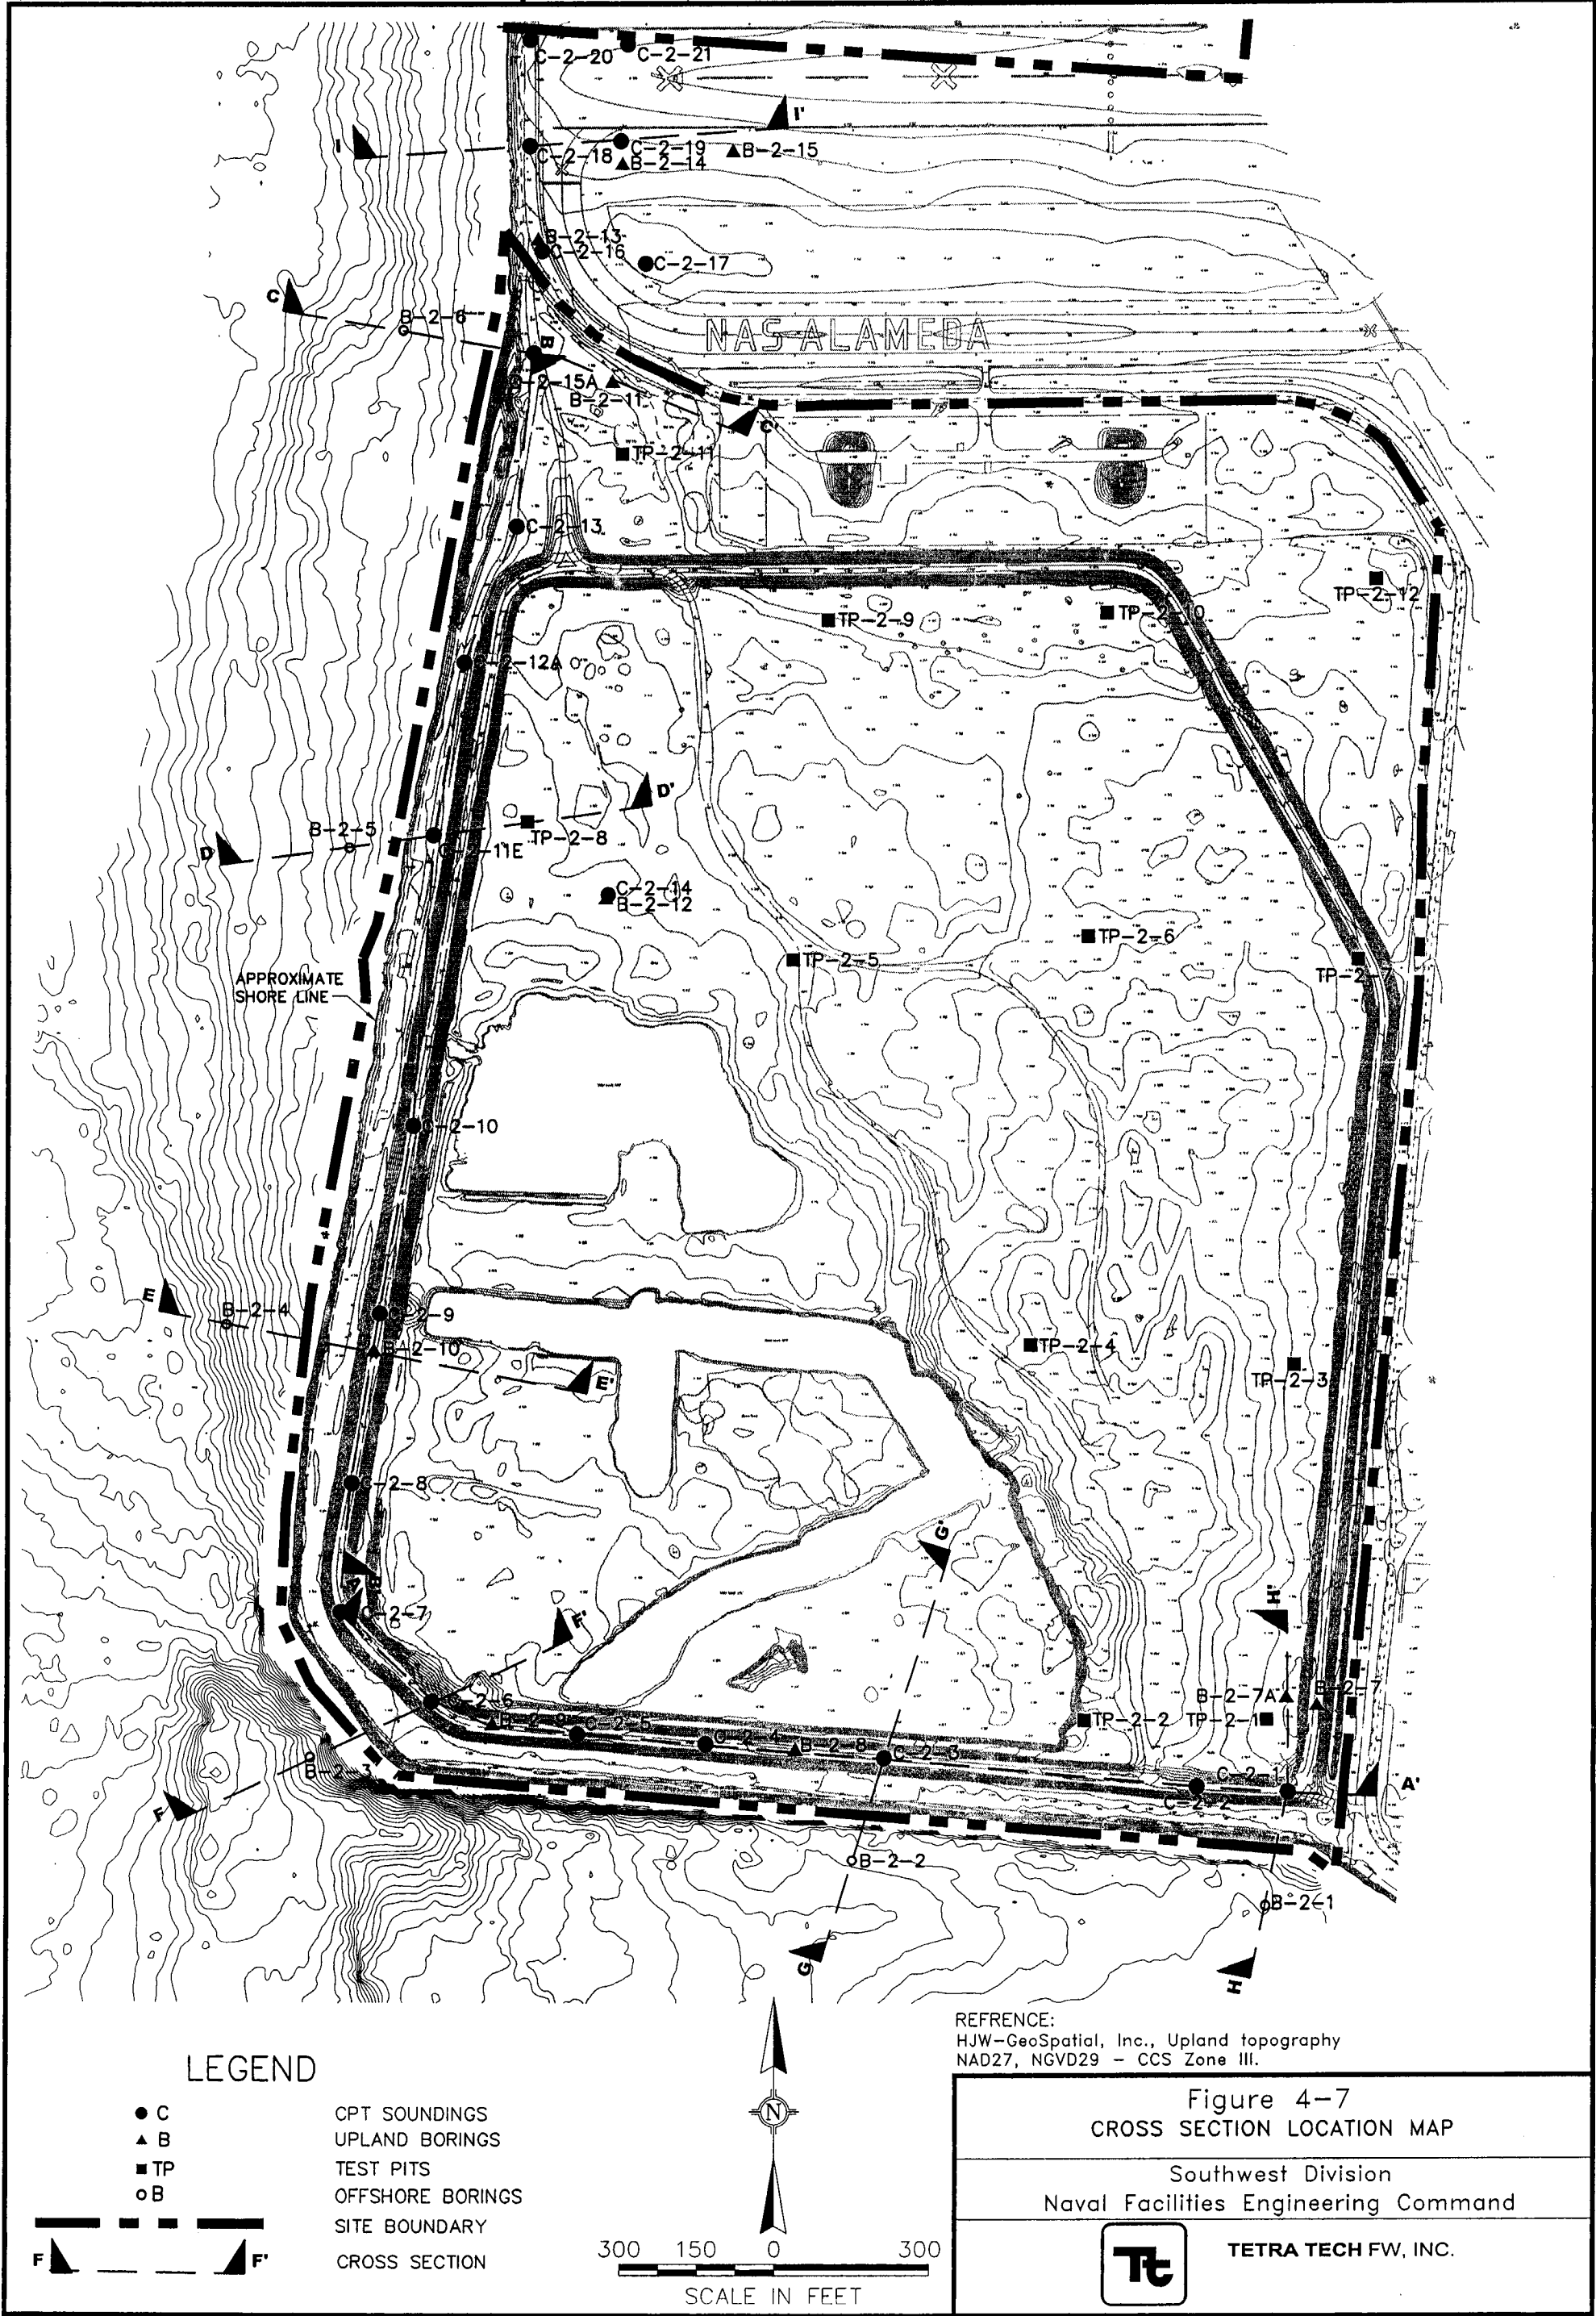 C-2-20
C-2-21
I
I'
C-2-18
C-2-19
B-2-14
B-2-15
B-2-13
C-2-16
C-2-17
C
B-2-6
NAS ALAMEDA
B
C-2-15A
B-2-11
C'
TP-2-11
C-2-13
TP-2-12
TP-2-9
TP-2-10
C-2-12A
D'
B-2-5
D
TP-2-8
C-2-11E
C-2-14
B-2-12
TP-2-6
TP-2-5
TP-2-7
APPROXIMATE
SHORE LINE
C-2-10
E
B-2-4
C-2-9
B-2-10
E'
TP-2-4
TP-2-3
C-2-8
G'
B'
A
C-2-7
F'
H'
C-2-6
B-2-9
C-2-5
C-2-4
B-2-8
C-2-3
B-2-7A
B-2-7
TP-2-2
TP-2-1
B-2-3
C-2-1
C-2-2
A'
F
B-2-2
B-2-1
G
H
REFRENCE:
HJW-GeoSpatial, Inc., Upland topography
NAD27, NGVD29 - CCS Zone III.
LEGEND
C CPT SOUNDINGS
B UPLAND BORINGS
TP TEST PITS
B OFFSHORE BORINGS
SITE BOUNDARY
F F' CROSS SECTION
N
300 150 0 300
SCALE IN FEET
Figure 4-7
CROSS SECTION LOCATION MAP
Southwest Division
Naval Facilities Engineering Command
Tt
TETRA TECH FW, INC.